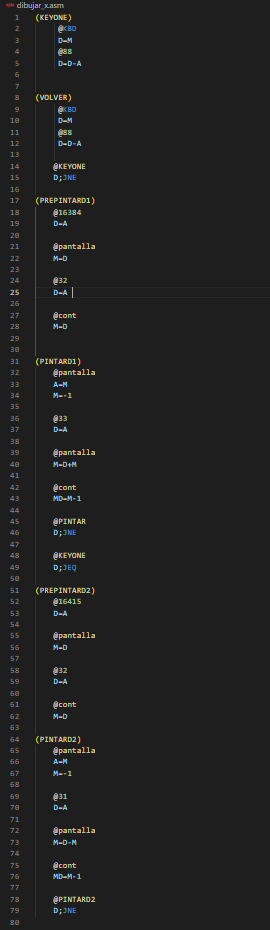 ASM dibujar_x.asm
1 (KEYONE)
2 @KBD
3 D=M
4 @88
5 D=D-A
6
7
8 (VOLVER)
9 @KBD
10 D=M
11 @88
12 D=D-A
13
14 @KEYONE
15 D;JNE
16
17 (PREPINTARD1)
18 @16384
19 D=A
20
21 @pantalla
22 M=D
23
24 @32
25 D=A
26
27 @cont
28 M=D
29
30
31 (PINTARD1)
32 @pantalla
33 A=M
34 M=-1
35
36 @33
37 D=A
38
39 @pantalla
40 M=D+M
41
42 @cont
43 MD=M-1
44
45 @PINTAR
46 D;JNE
47
48 @KEYONE
49 D;JEQ
50
51 (PREPINTARD2)
52 @16415
53 D=A
54
55 @pantalla
56 M=D
57
58 @32
59 D=A
60
61 @cont
62 M=D
63
64 (PINTARD2)
65 @pantalla
66 A=M
67 M=-1
68
69 @31
70 D=A
71
72 @pantalla
73 M=D-M
74
75 @cont
76 MD=M-1
77
78 @PINTARD2
79 D;JNE
80